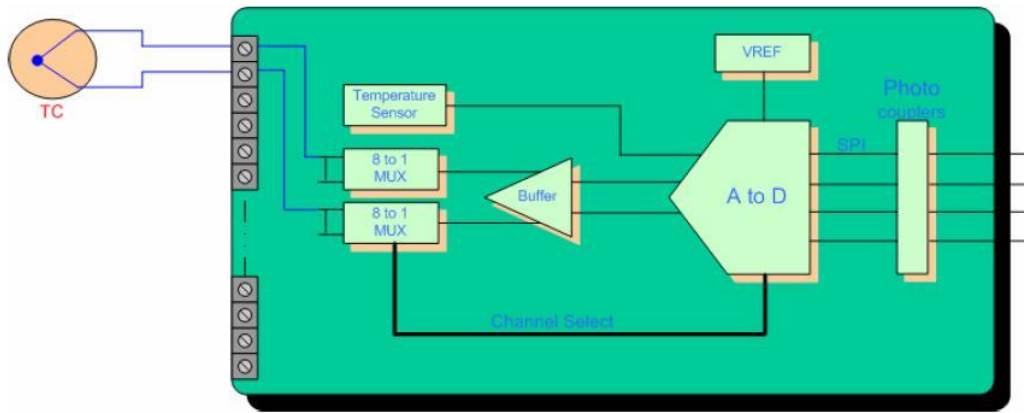 TC
VREF
Temperature
Sensor
Photo
couplers
8 to 1
MUX
8 to 1
MUX
Buffer
A to D
SPI
Channel Select